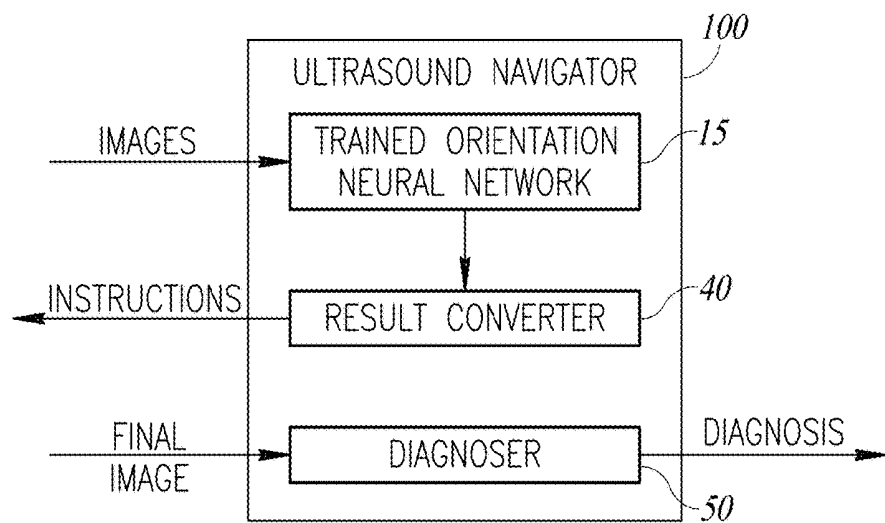 100
ULTRASOUND NAVIGATOR
IMAGES
TRAINED ORIENTATION
NEURAL NETWORK
15
INSTRUCTIONS
RESULT CONVERTER
40
FINAL
IMAGE
DIAGNOSER
DIAGNOSIS
50